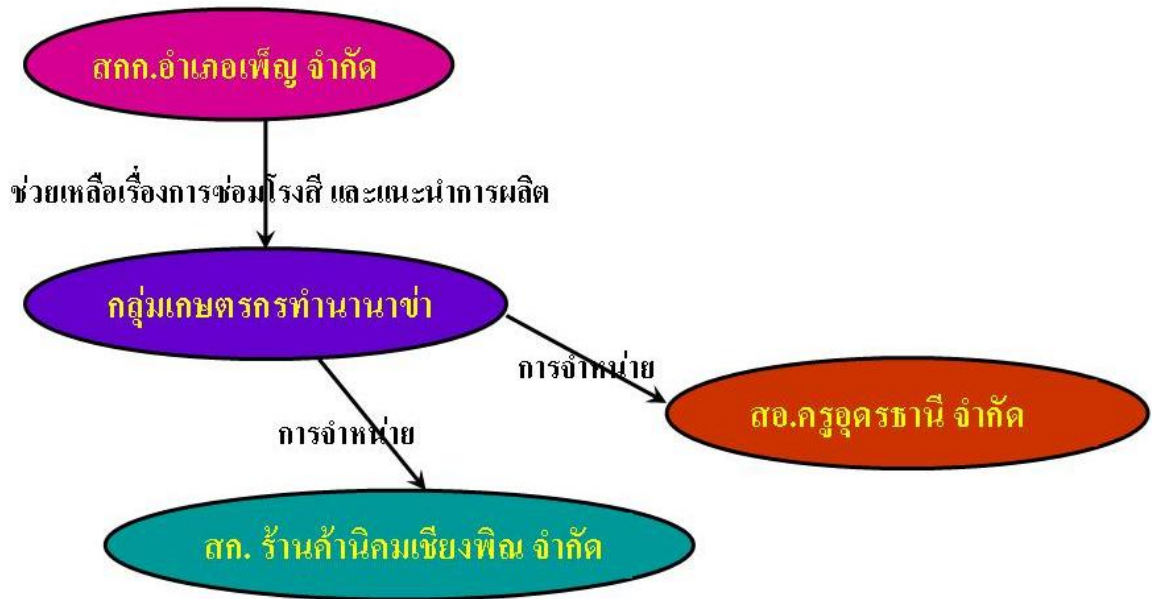 สกก.อำเภอเพ็ญ จำกัด
ช่วยเหลือเรื่องการซ่อมโรงสี และแนะนำการผลิต
กลุ่มเกษตรกรทำนานาข่า
การจำหน่าย
สอ.ครูอุดรธานี จำกัด
การจำหน่าย
สค. ร้านค้านิคมเชียงพิณ จำกัด